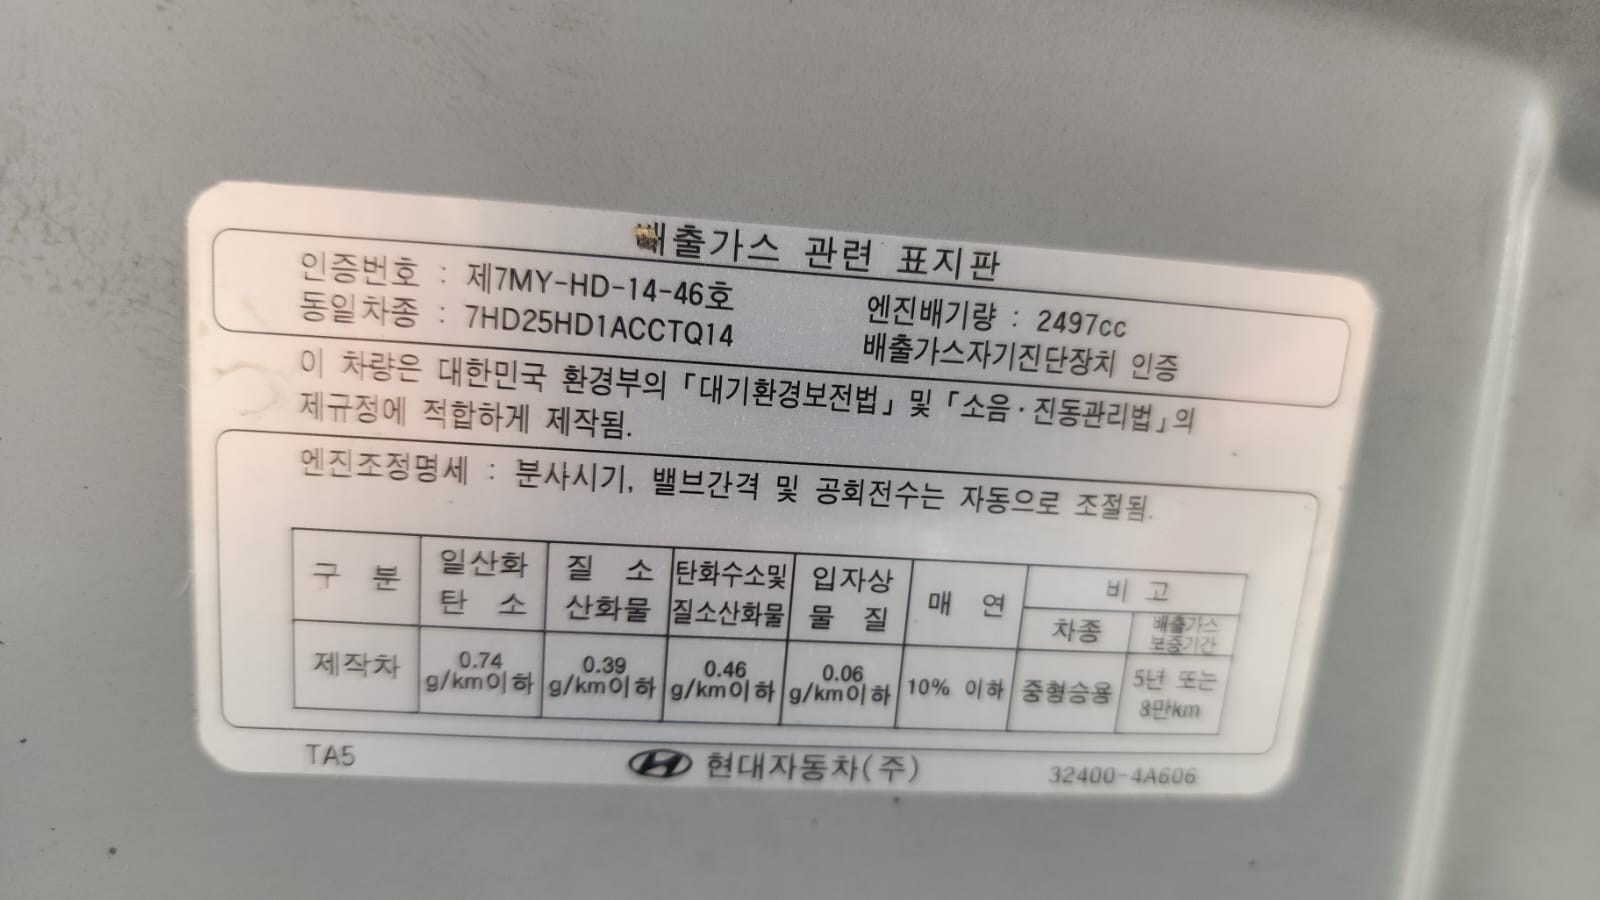 배출가스 관련 표지판
인증번호 : 제7MY-HD-14-46호
엔진배기량 : 2497cc
동일차종 : 7HD25HD1ACCTQ14
배출가스자기진단장치 인증
이 차량은 대한민국 환경부의 「대기환경보전법」 및 「소음·진동관리법」의
제규정에 적합하게 제작됨.
엔진조정명세 : 분사시기, 밸브간격 및 공회전수는 자동으로 조절됨.
구 분
일산화
탄 소
질 소
산화물
탄화수소및
질소산화물
입자상
물 질
매 연
비 고
차종
배출가스
보증기간
제작차
0.74
g/km이하
0.39
g/km이하
0.46
g/km이하
0.06
g/km이하
10% 이하
중형승용
5년 또는
8만km
TA5
현대자동차(주)
32400-4A606